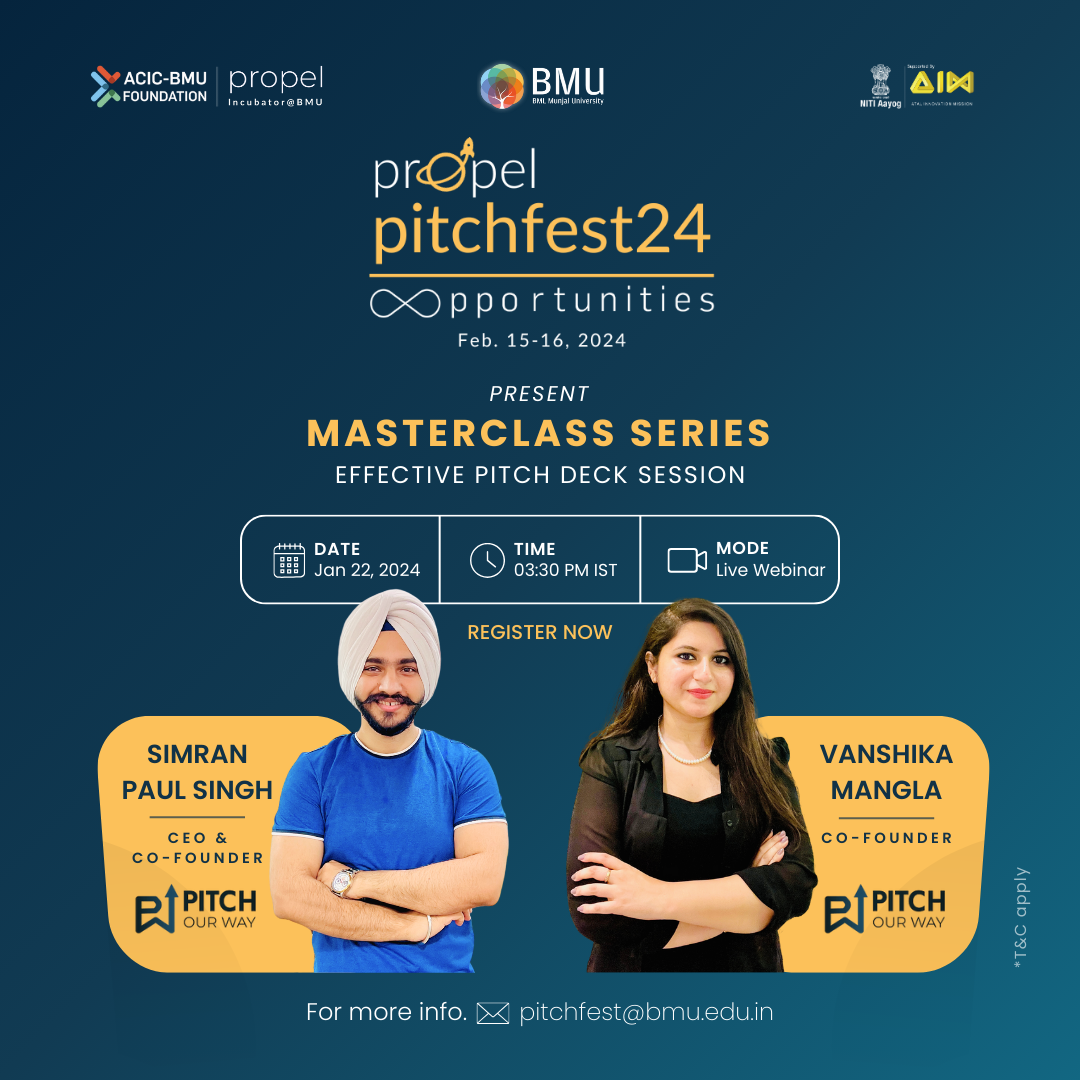 ACIC-BMU
FOUNDATION
propel
Incubator@BMU
BMU
BML Munjal University
NITI Aayog
Supported By
AIM
ATAL INNOVATION MISSION
propel
pitchfest24
opportunities
Feb. 15-16, 2024
PRESENT
MASTERCLASS SERIES
EFFECTIVE PITCH DECK SESSION
DATE
Jan 22, 2024
TIME
03:30 PM IST
MODE
Live Webinar
REGISTER NOW
SIMRAN
PAUL SINGH
CEO &
CO-FOUNDER
PITCH
OUR WAY
VANSHIKA
MANGLA
CO-FOUNDER
PITCH
OUR WAY
*T&C apply
For more info. pitchfest@bmu.edu.in